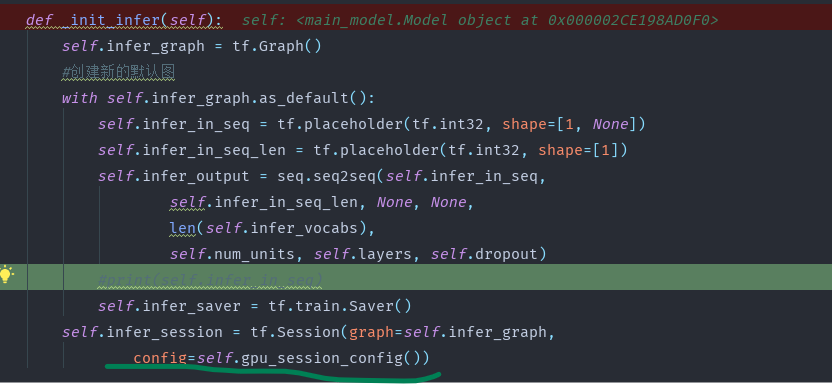 def _init_infer(self): self: <main_model.Model object at 0x000002CE198AD0F0>
self.infer_graph = tf.Graph()
#创建新的默认图
with self.infer_graph.as_default():
self.infer_in_seq = tf.placeholder(tf.int32, shape=[1, None])
self.infer_in_seq_len = tf.placeholder(tf.int32, shape=[1])
self.infer_output = seq.seq2seq(self.infer_in_seq,
self.infer_in_seq_len, None, None,
len(self.infer_vocabs),
self.num_units, self.layers, self.dropout)
#print(self.infer_in_seq)
self.infer_saver = tf.train.Saver()
self.infer_session = tf.Session(graph=self.infer_graph,
config=self.gpu_session_config())